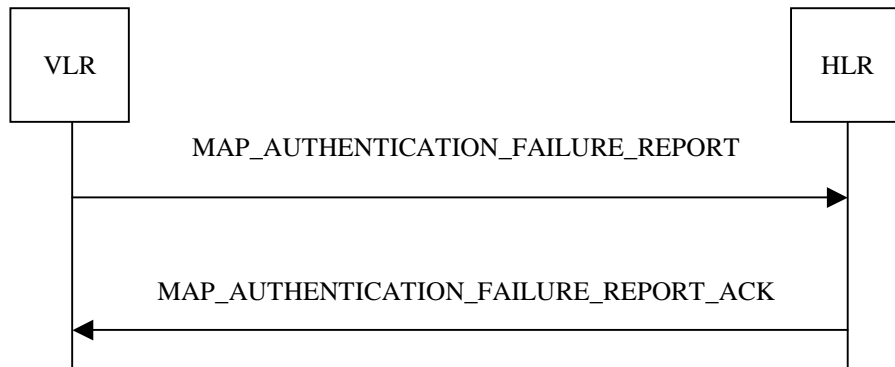 VLR
HLR
MAP_AUTHENTICATION_FAILURE_REPORT
MAP_AUTHENTICATION_FAILURE_REPORT_ACK